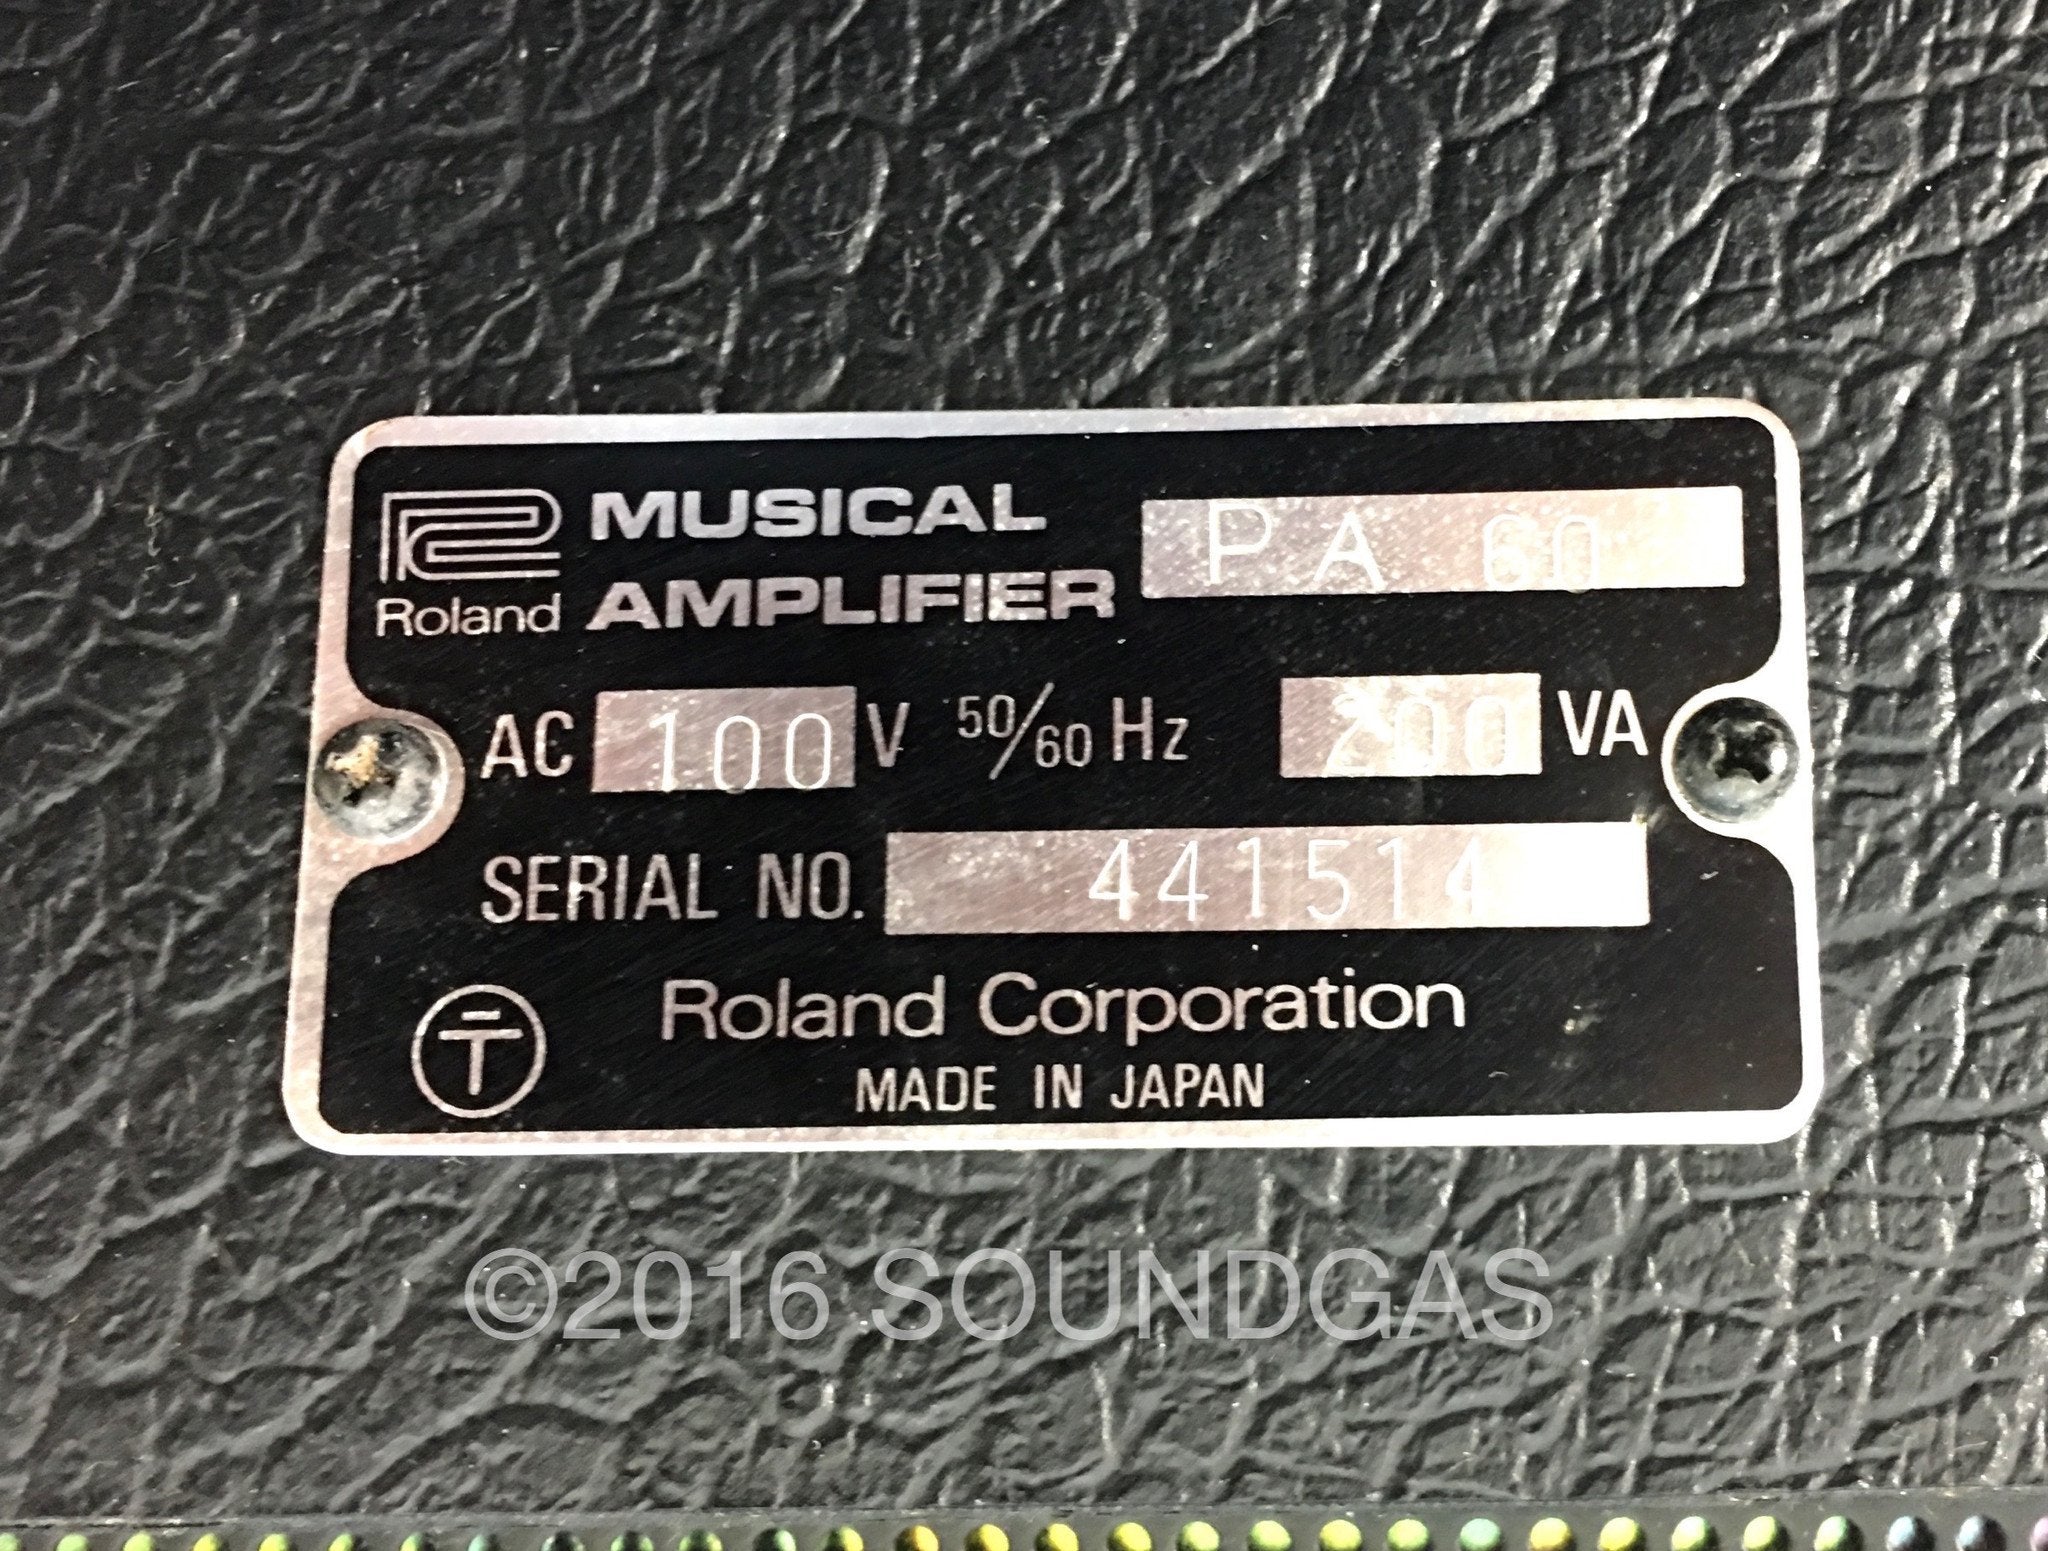 Roland
MUSICAL
AMPLIFIER
PA 60
AC 100 V 50/60 Hz 200 VA
SERIAL NO. 441514
〒
Roland Corporation
MADE IN JAPAN
©2016 SOUNDGAS